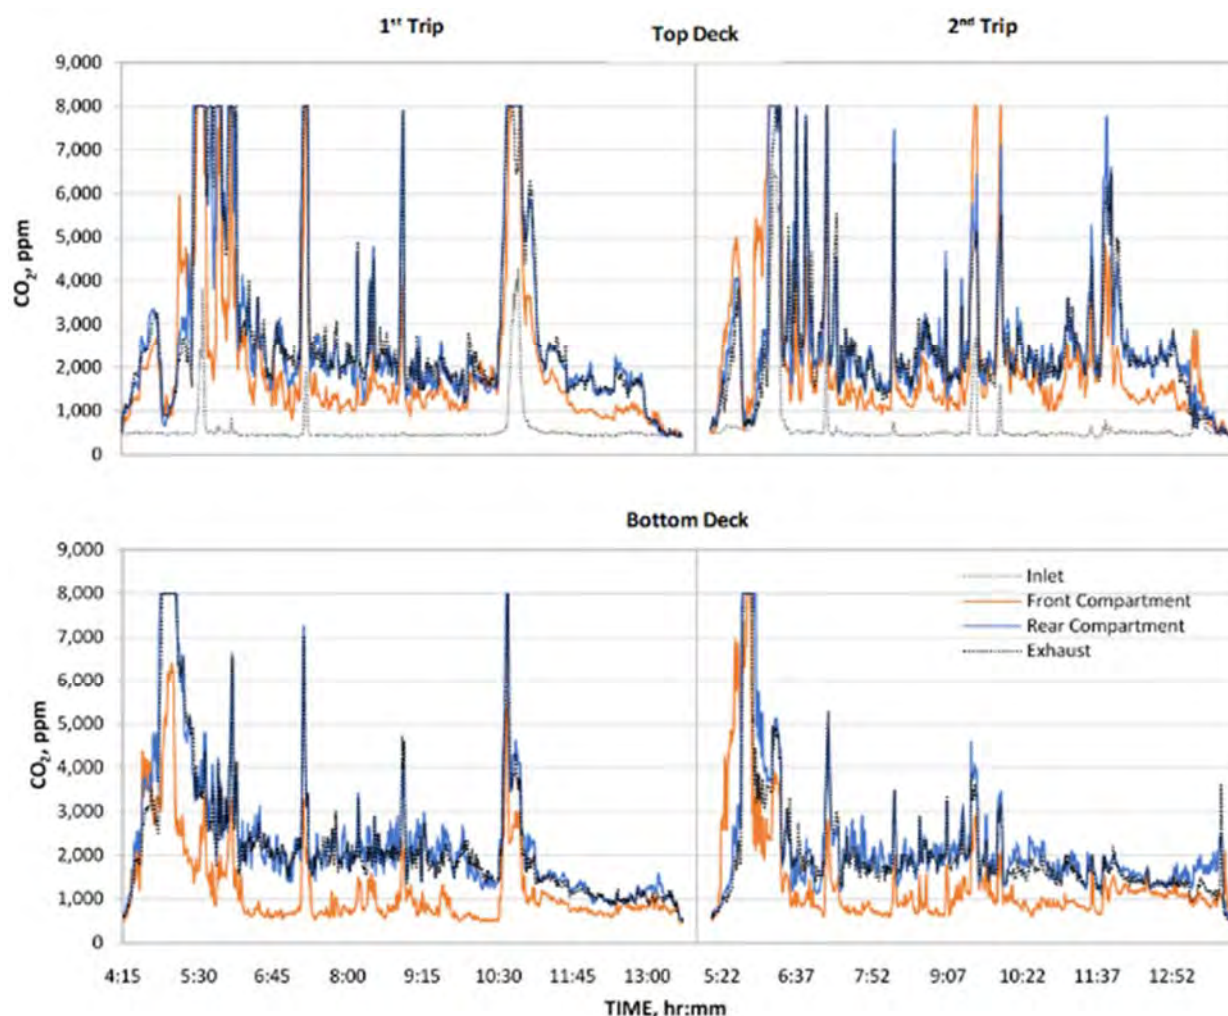 1st Trip
Top Deck
2nd Trip
9,000
8,000
7,000
6,000
5,000
4,000
3,000
2,000
1,000
0
CO2, ppm
Bottom Deck
9,000
8,000
7,000
6,000
5,000
4,000
3,000
2,000
1,000
0
CO2, ppm
Inlet
Front Compartment
Rear Compartment
Exhaust
4:15 5:30 6:45 8:00 9:15 10:30 11:45 13:00 5:22 6:37 7:52 9:07 10:22 11:37 12:52
TIME, hr:mm